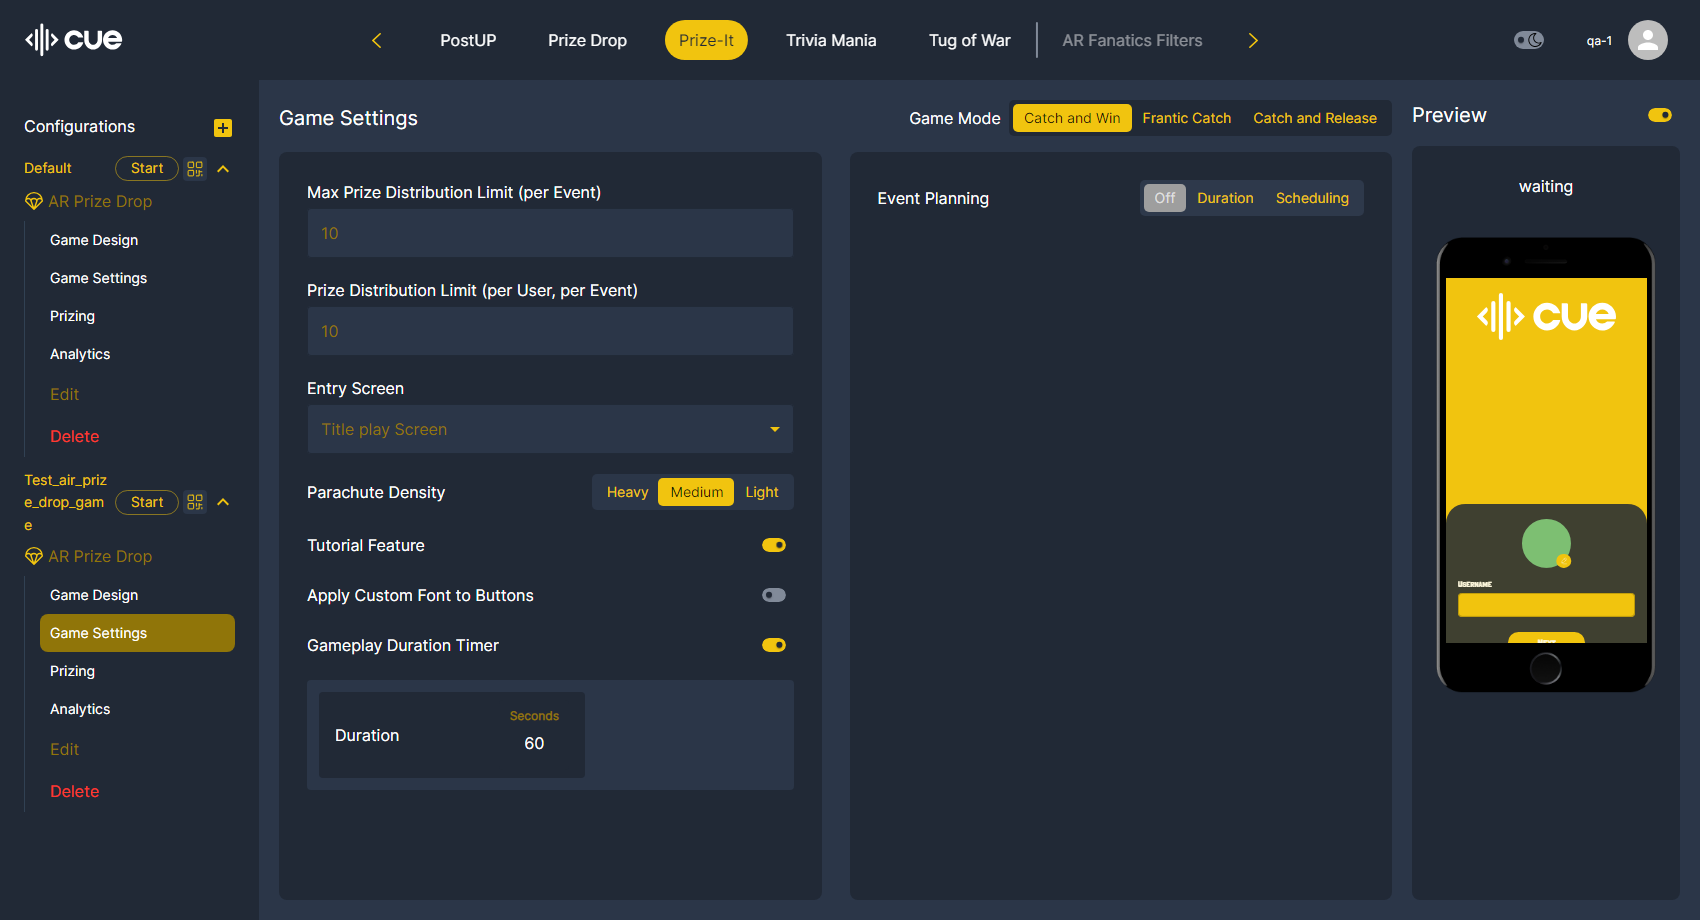 cue
PostUP
Prize Drop
Prize-It
Trivia Mania
Tug of War
AR Fanatics Filters
qa-1
Configurations
Default
Start
AR Prize Drop
Game Design
Game Settings
Prizing
Analytics
Edit
Delete
Test_air_priz
e_drop_gam
e
Start
AR Prize Drop
Game Design
Game Settings
Prizing
Analytics
Edit
Delete
Game Settings
Game Mode
Catch and Win
Frantic Catch
Catch and Release
Max Prize Distribution Limit (per Event)
10
Prize Distribution Limit (per User, per Event)
10
Entry Screen
Title play Screen
Parachute Density
Heavy
Medium
Light
Tutorial Feature
Apply Custom Font to Buttons
Gameplay Duration Timer
Duration
Seconds
60
Event Planning
Off
Duration
Scheduling
Preview
waiting
cue
Username